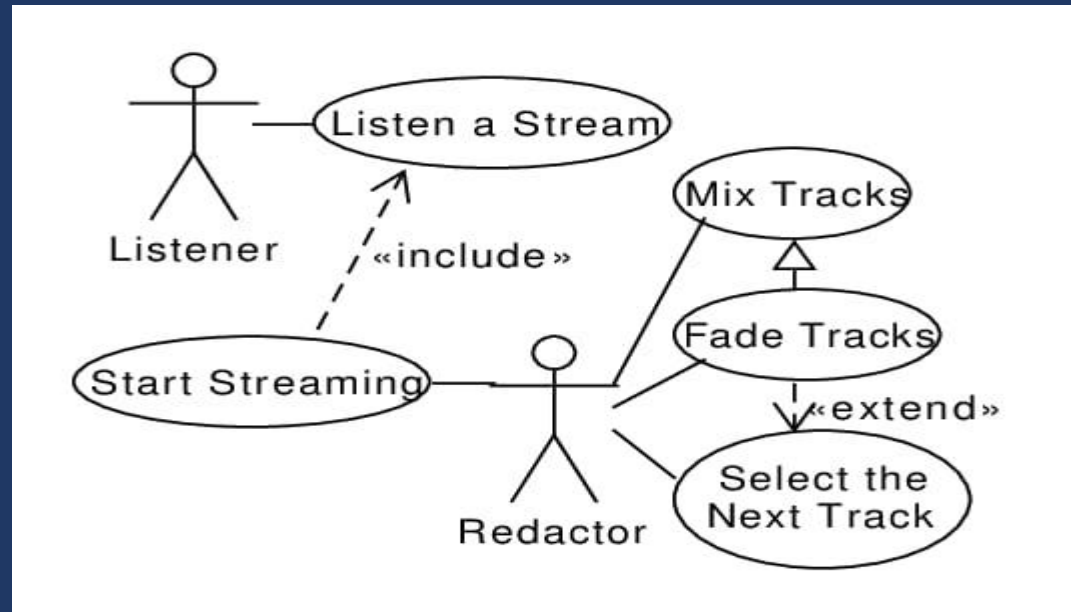 Listen a Stream
Mix Tracks
Listener
«include»
Fade Tracks
Start Streaming
«extend»
Select the
Next Track
Redactor